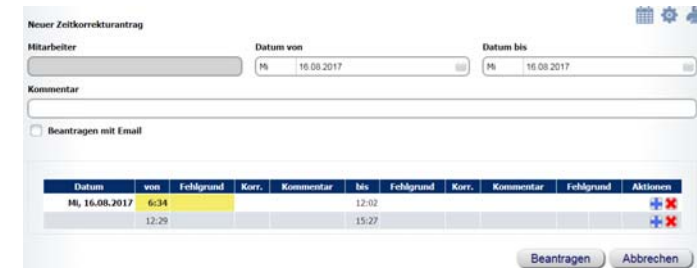 Neuer Zeitkorrekturantrag
Mitarbeiter Datum von Datum bis
Mi 16.08.2017 Mi 16.08.2017
Kommentar
Beantragen mit Email
Datum von Fehlgrund Korr. Kommentar bis Fehlgrund Korr. Kommentar Fehlgrund Aktionen
Mi, 16.08.2017 6:34 12:02
12:29 15:27
Beantragen Abbrechen